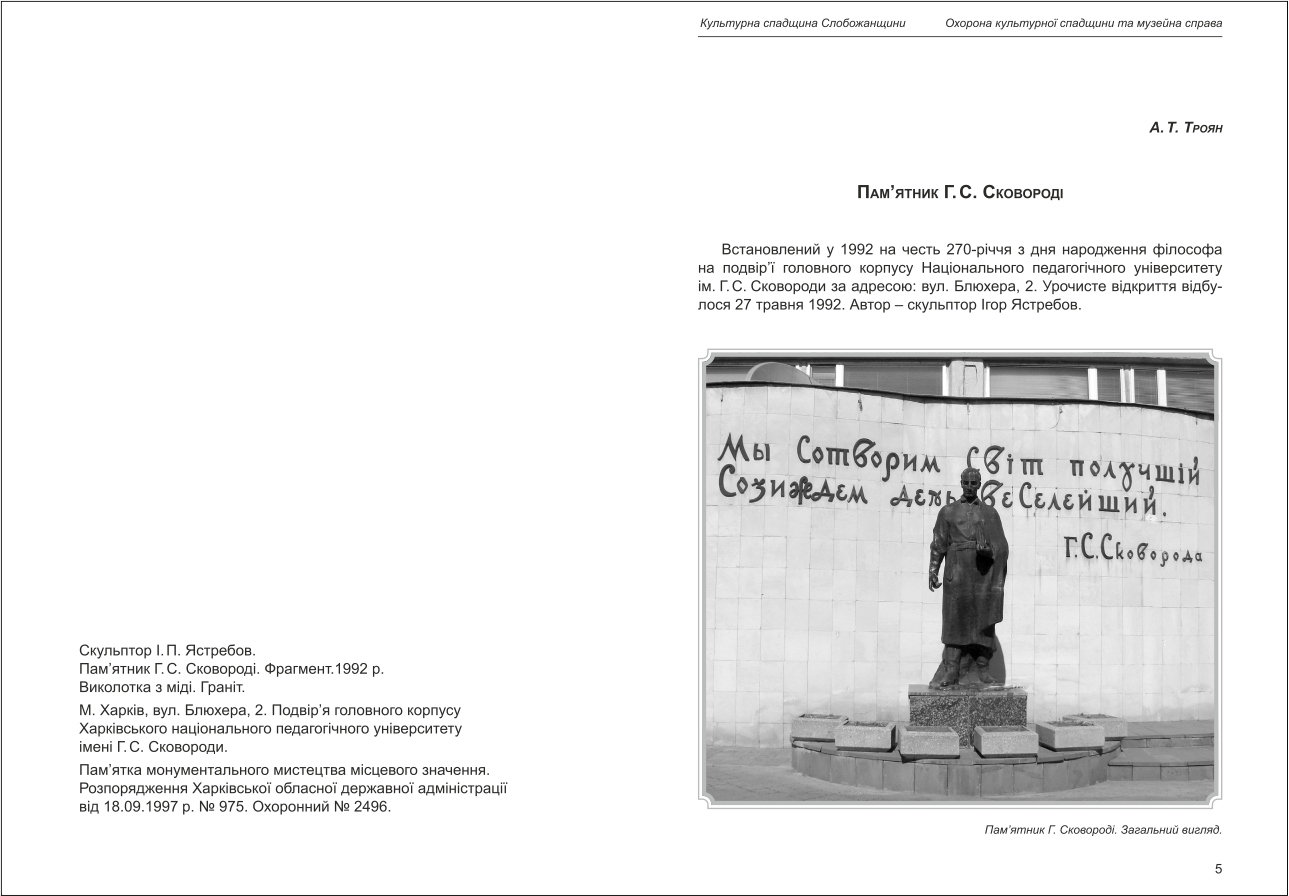 Скульптор І. П. Ястребов.
Пам’ятник Г. С. Сковороді. Фрагмент.1992 р.
Виколотка з міді. Граніт.
М. Харків, вул. Блюхера, 2. Подвір’я головного корпусу
Харківського національного педагогічного університету
імені Г. С. Сковороди.
Пам’ятка монументального мистецтва місцевого значення.
Розпорядження Харківської обласної державної адміністрації
від 18.09.1997 р. № 975. Охоронний № 2496.
Культурна спадщина Слобожанщини Охорона культурної спадщини та музейна справа
А. Т. Троян
Пам’ятник Г. С. Сковороді
Встановлений у 1992 на честь 270-річчя з дня народження філософа
на подвір’ї головного корпусу Національного педагогічного університету
ім. Г. С. Сковороди за адресою: вул. Блюхера, 2. Урочисте відкриття відбу-
лося 27 травня 1992. Автор – скульптор Ігор Ястребов.
Мы Сотворим Світ получшій
Созиждем день веСелейший.
Г.С.Сковорода
Пам’ятник Г. Сковороді. Загальний вигляд.
5